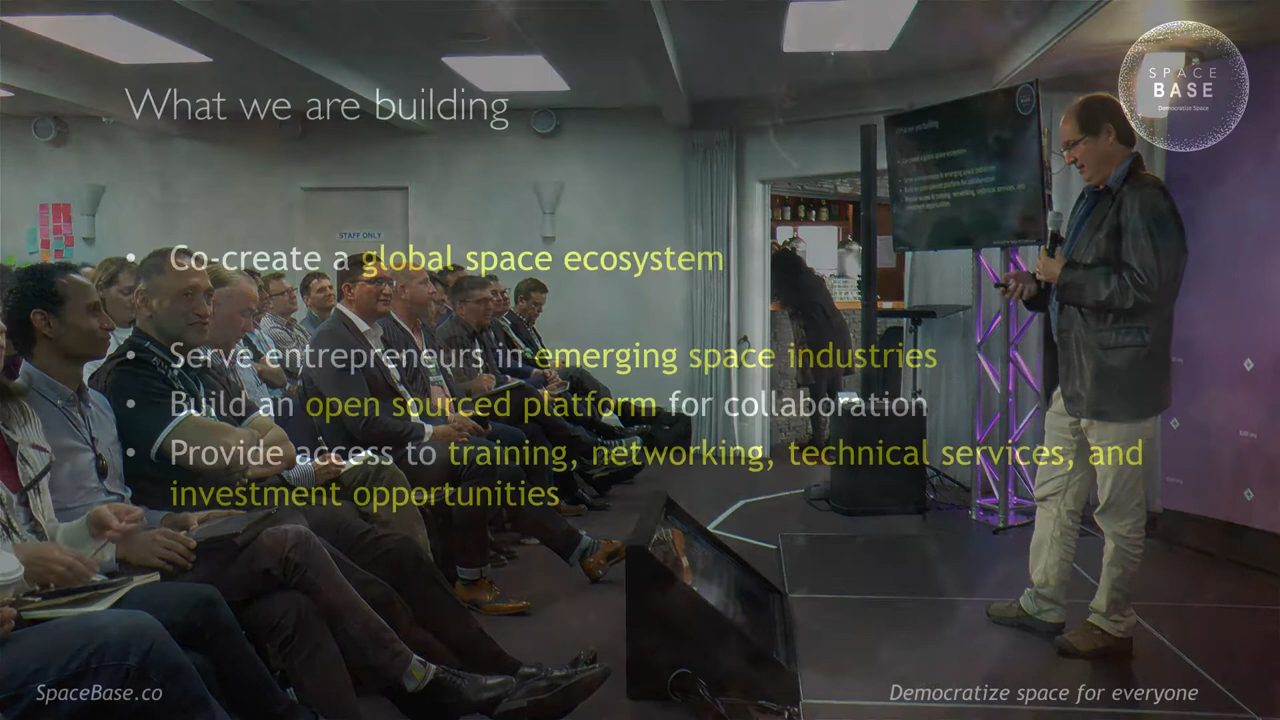 SPACE
BASE
Democratize Space
What we are building
STAFF ONLY
• Co-create a global space ecosystem
• Serve entrepreneurs in emerging space industries
• Build an open sourced platform for collaboration
• Provide access to training, networking, technical services, and
investment opportunities
SpaceBase.co
Democratize space for everyone